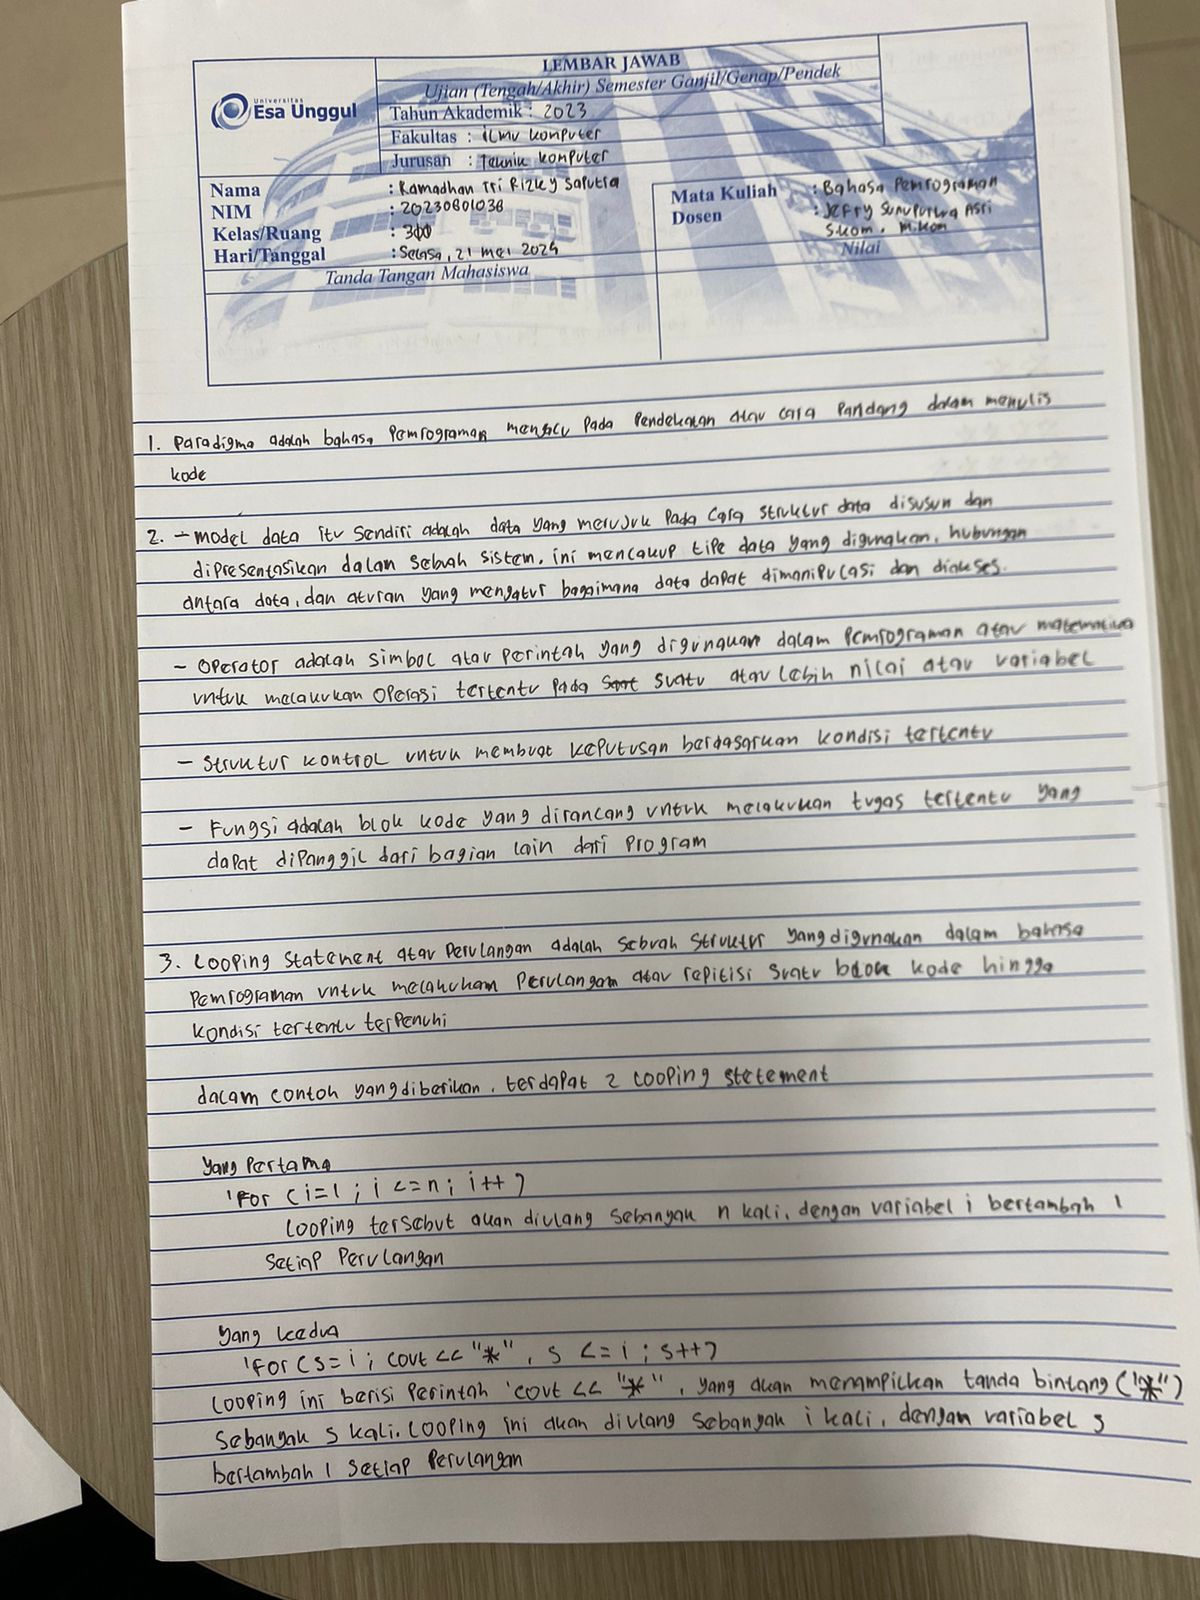 LEMBAR JAWAB
Ujian (Tengah/Akhir) Semester Ganjil/Genap/Pendek
Universitas
Esa Unggul
Tahun Akademik : 2023
Fakultas : Ilmu Komputer
Jurusan : Teknik Komputer
Nama : Ramadhan Tri Rizky Saputra
NIM : 20230801038
Kelas/Ruang : 300
Hari/Tanggal : Selasa, 21 Mei 2024
Mata Kuliah : Bahasa Pemrograman
Dosen : Jefry Sunupurwa Asri
S.kom. M.kom
Tanda Tangan Mahasiswa
Nilai
1. Paradigma adalah bahasa Pemrograman mengacu pada Pendekatan atau cara Pandang dalam menulis
kode
2. - Model data itu sendiri adalah data yang merujuk pada cara struktur data disusun dan
dipresentasikan dalam sebuah sistem. ini mencakup tipe data yang digunakan, hubungan
antara data, dan aturan yang mengatur bagaimana data dapat dimanipulasi dan diakses.
- Operator adalah simbol atau perintah yang digunakan dalam Pemrograman atau matematika
untuk melakukan operasi tertentu pada suatu atau lebih nilai atau variabel
- Struktur kontrol untuk membuat keputusan berdasarkan kondisi tertentu
- Fungsi adalah blok kode yang dirancang untuk melakukan tugas tertentu yang
dapat dipanggil dari bagian lain dari Program
3. Looping Statement atau Perulangan adalah sebuah struktur yang digunakan dalam bahasa
Pemrograman untuk melakukan Perulangan atau repitisi suatu blok kode hingga
kondisi tertentu terpenuhi
dalam contoh yang diberikan, terdapat 2 Looping stetement
Yang Pertama
'For (i=1 ; i <=n ; i++)
Looping tersebut akan diulang sebanyak n kali, dengan variabel i bertambah 1
setiap Perulangan
Yang kedua
'For (s=i ; cout << "*", s <= i ; s++)
Looping ini berisi Perintah 'cout << "*", yang akan menampilkan tanda bintang ("*")
sebanyak s kali. Looping ini akan diulang sebanyak i kali, dengan variabel s
bertambah 1 setiap Perulangan